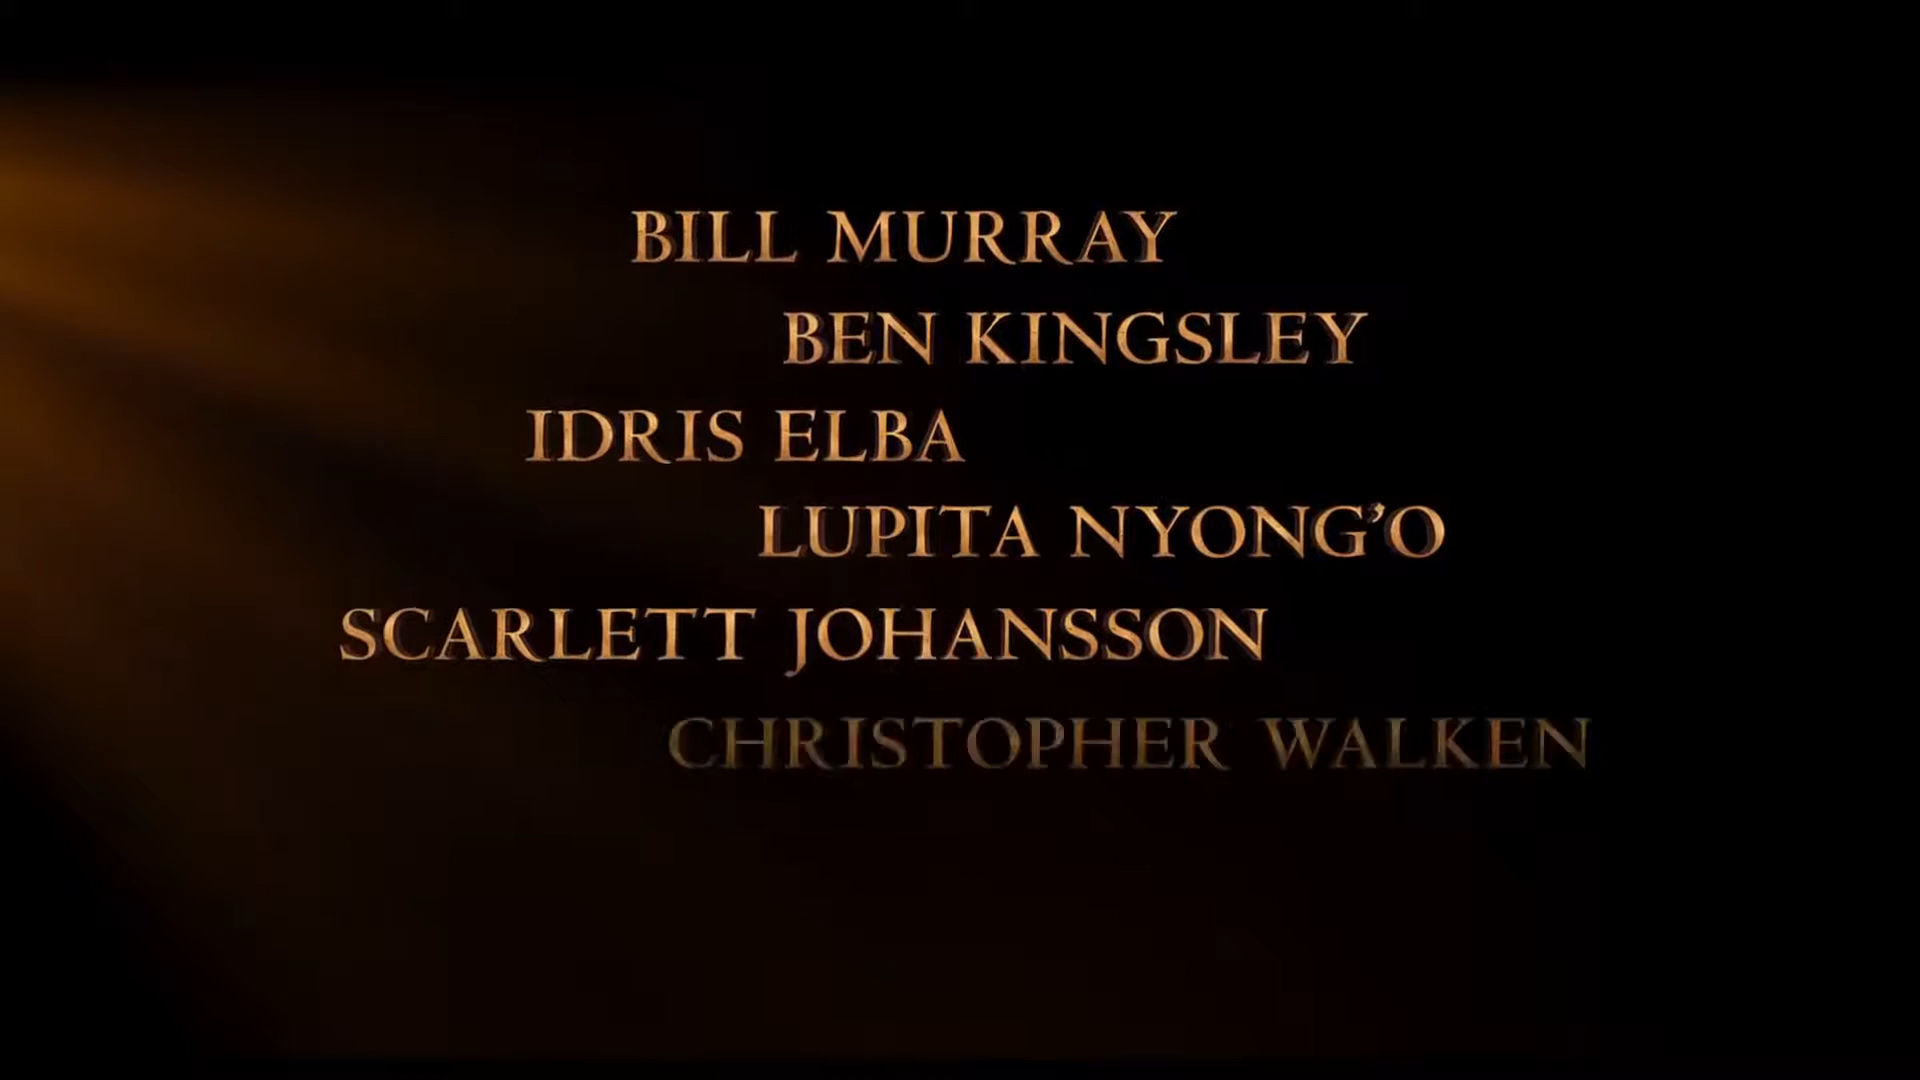 BILL MURRAY
BEN KINGSLEY
IDRIS ELBA
LUPITA NYONG’O
SCARLETT JOHANSSON
CHRISTOPHER WALKEN